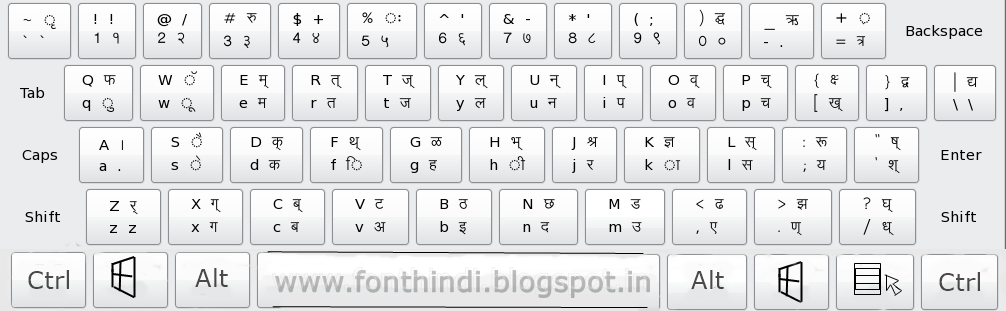 ~ ृ ! ! @ / # रु $ + % ः ^ ' & - * ' ( ; ) द्ध _ ऋ + ़ Backspace
` ` 1 १ 2 २ 3 ३ 4 ४ 5 ५ 6 ६ 7 ७ 8 ८ 9 ९ 0 ० - . = त्र
Tab Q फ W ॅ E म् R त् T ज् Y ल् U न् I प् O व् P च् { क्ष् } द्व | द्य
q ु w ू e म r त t ज y ल u न i प o व p च [ ख् ] , \ \
Caps A । S ै D क् F थ् G ळ H भ् J श्र K ज्ञ L स् : रू " ष् Enter
a . s े d क f ि g ह h ी j र k ा l स ; य ' श्
Shift Z र् X ग् C ब् V ट B ठ N छ M ड < ढ > झ ? घ् Shift
z z x ग c ब v अ b इ n द m उ , ए . ण् / ध्
Ctrl Alt www.fonthindi.blogspot.in Alt Ctrl